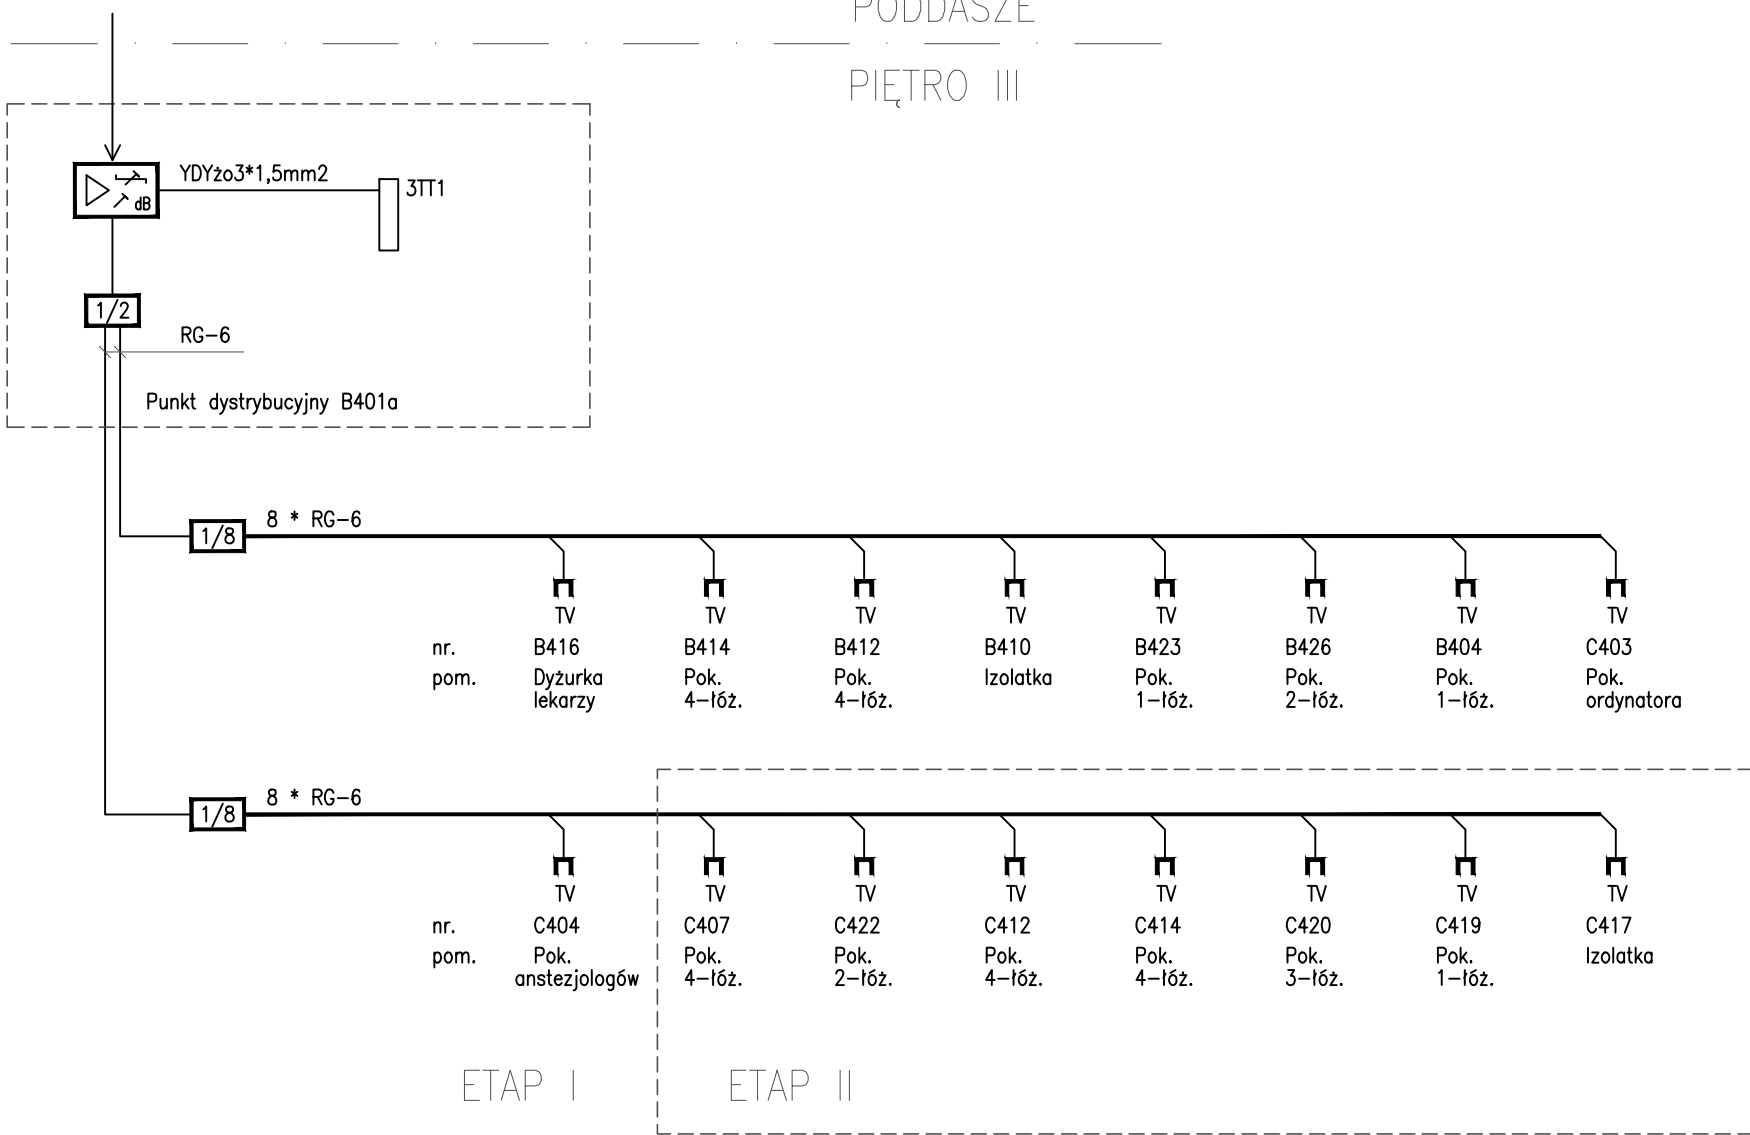 PODDASZE
PIĘTRO III
YDYżo3*1,5mm2
3TT1
dB
1/2
RG-6
Punkt dystrybucyjny B401a
1/8
8 * RG-6
TV TV TV TV TV TV TV TV
nr. B416 B414 B412 B410 B423 B426 B404 C403
pom. Dyżurka Pok. Pok. Izolatka Pok. Pok. Pok. Pok.
lekarzy 4-łóż. 4-łóż. 1-łóż. 2-łóż. 1-łóż. ordynatora
1/8
8 * RG-6
TV TV TV TV TV TV TV TV
nr. C404 C407 C422 C412 C414 C420 C419 C417
pom. Pok. Pok. Pok. Pok. Pok. Pok. Pok. Izolatka
anstezjologów 4-łóż. 2-łóż. 4-łóż. 4-łóż. 3-łóż. 1-łóż.
ETAP I ETAP II